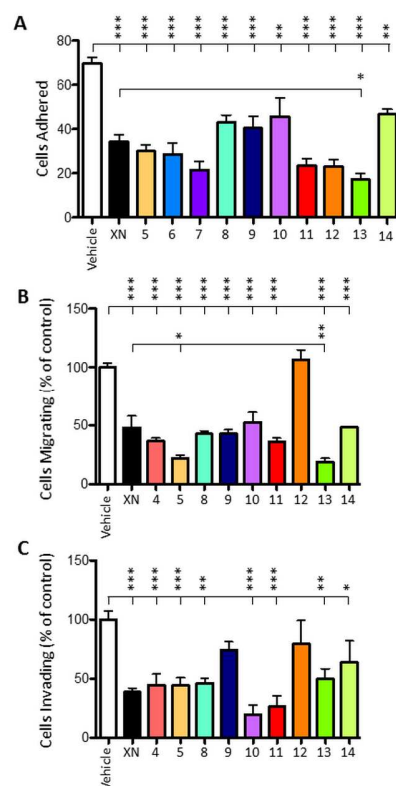 A
*** *** *** *** *** *** ** *** *** *** **
*
Cells Adhered
80
60
40
20
0
Vehicle XN 5 6 7 8 9 10 11 12 13 14
B
*** *** *** *** *** *** *** *** ***
* **
Cells Migrating (% of control)
150
100
50
0
Vehicle XN 4 5 8 9 10 11 12 13 14
C
*** *** *** ** *** *** ** *
Cells Invading (% of control)
150
100
50
0
Vehicle XN 4 5 8 9 10 11 12 13 14